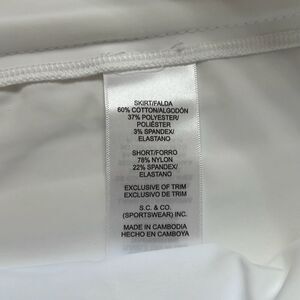 SKIRT/FALDA
60% COTTON/ALGODÓN
37% POLYESTER/
POLIÉSTER
3% SPANDEX/
ELASTANO
SHORT/FORRO
78% NYLON
22% SPANDEX/
ELASTANO
EXCLUSIVE OF TRIM
EXCLUSIVO DE TRIM
S.C. & CO.
(SPORTSWEAR) INC.
MADE IN CAMBODIA
HECHO EN CAMBOYA